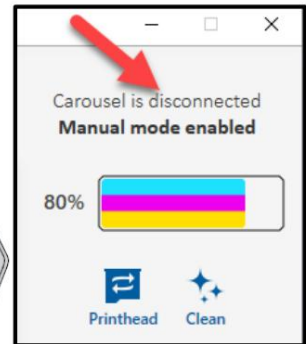 Carousel is disconnected
Manual mode enabled
80%
Printhead Clean